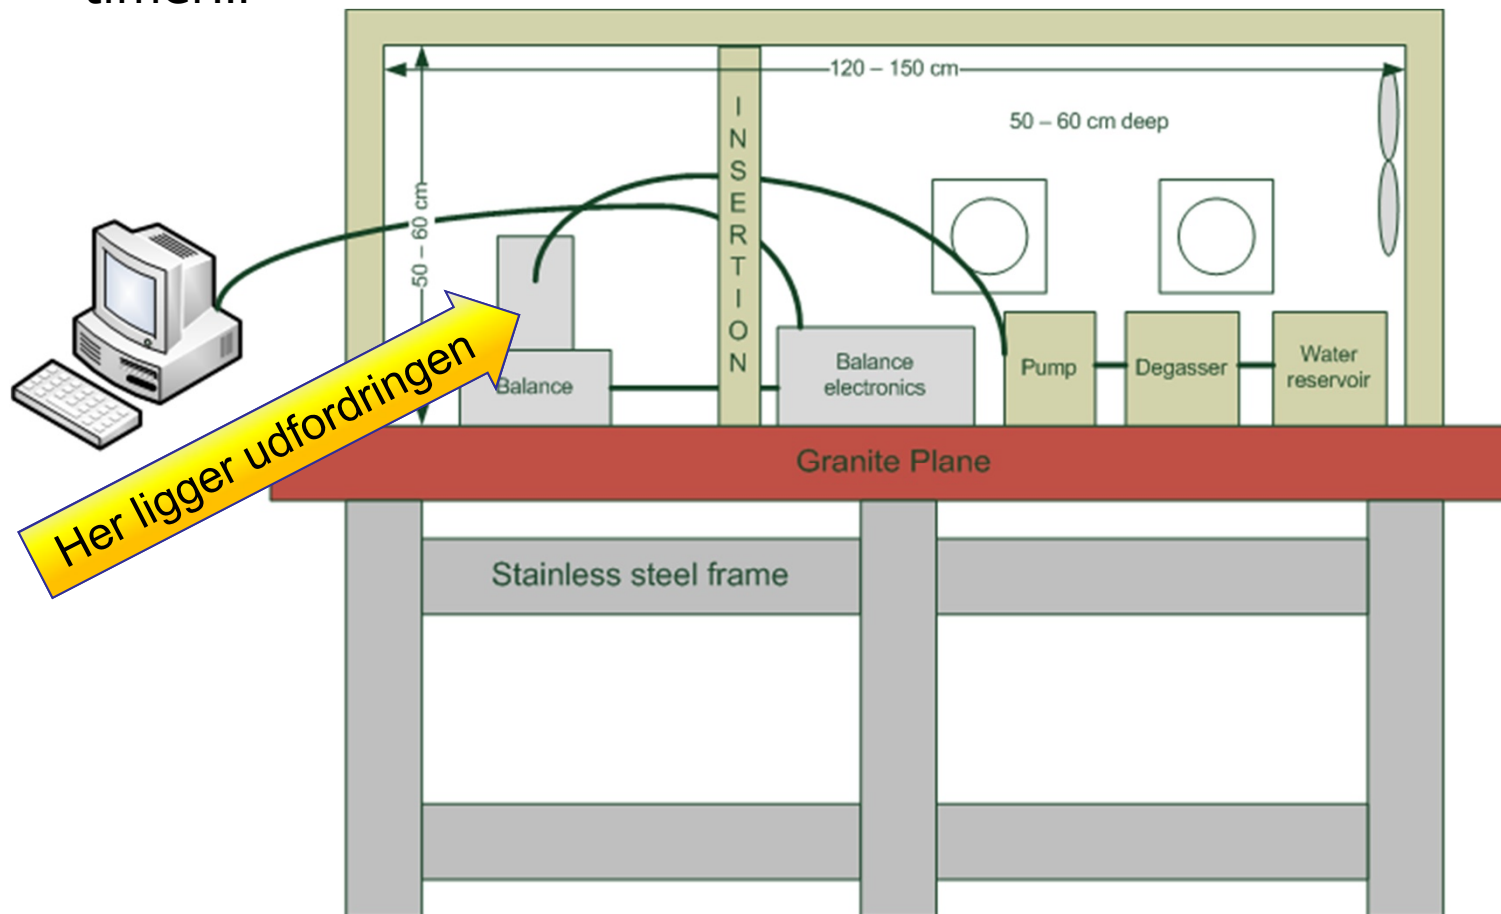 120 – 150 cm
50 – 60 cm deep
50 – 60 cm
INSERTION
Balance
Balance
electronics
Pump
Degasser
Water
reservoir
Her ligger udfordringen
Granite Plane
Stainless steel frame